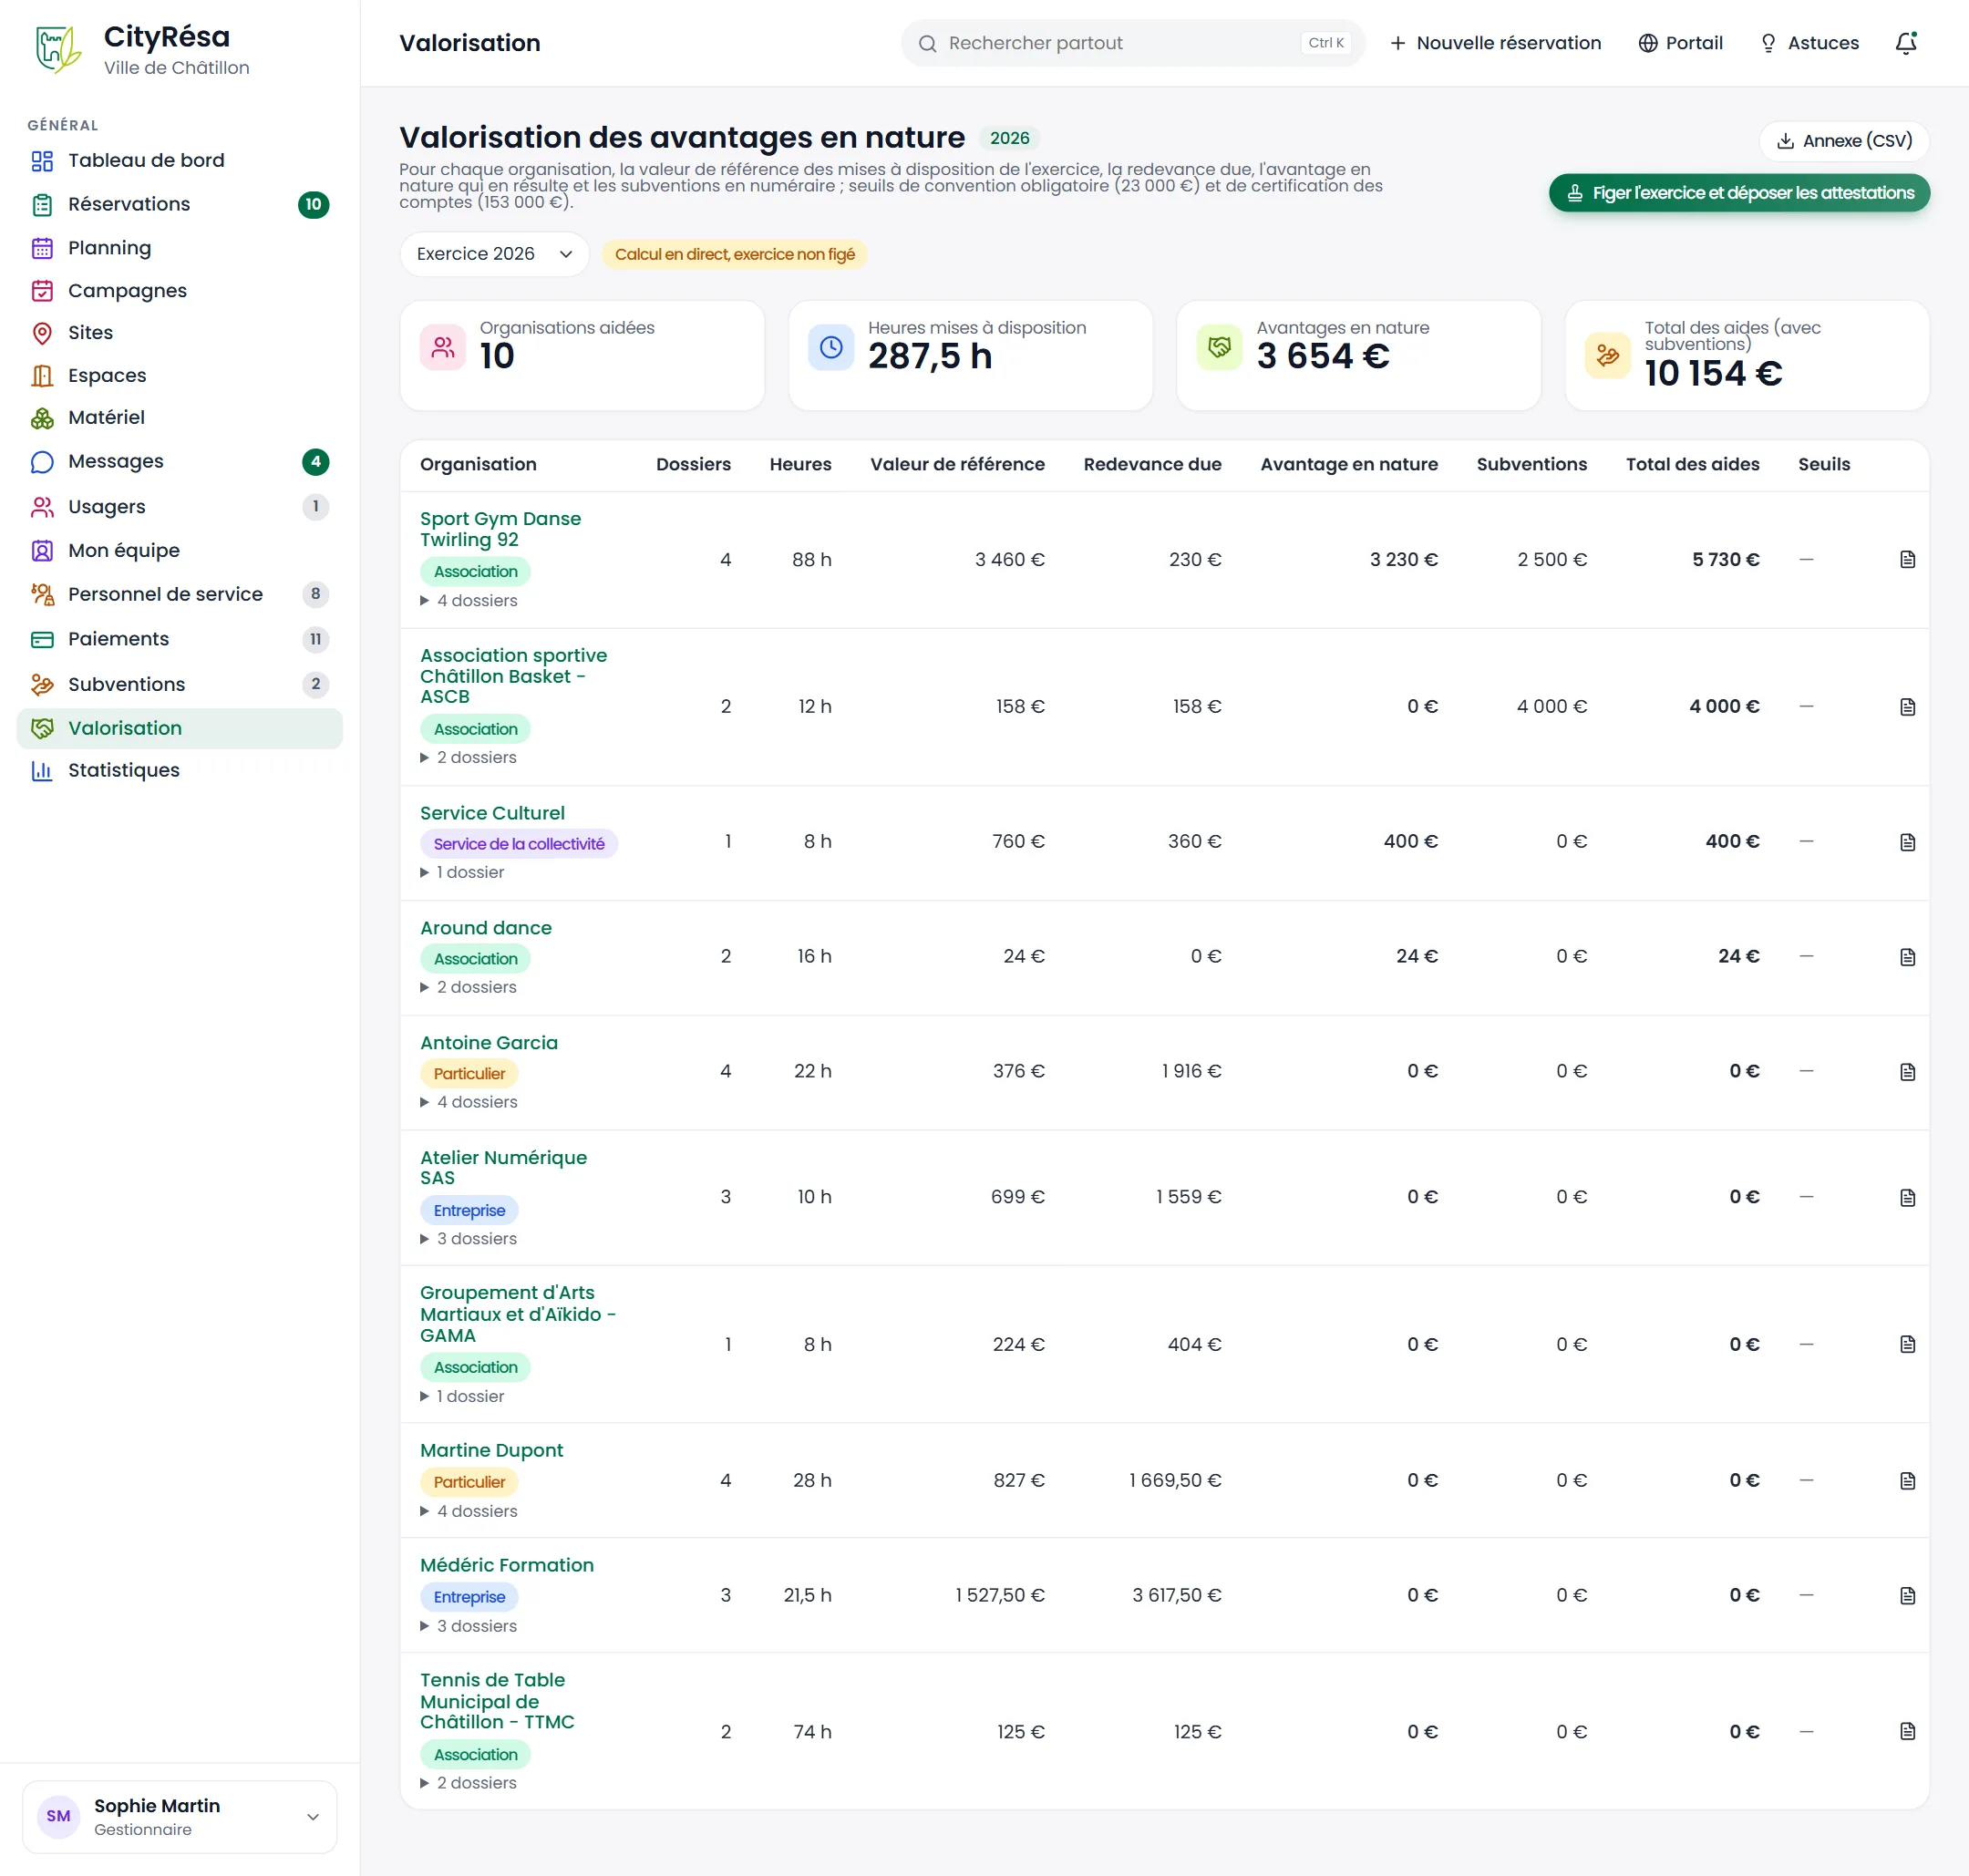 CityRésa
Ville de Châtillon
GÉNÉRAL
Tableau de bord
Réservations 10
Planning
Campagnes
Sites
Espaces
Matériel
Messages 4
Usagers 1
Mon équipe
Personnel de service 8
Paiements 11
Subventions 2
Valorisation
Statistiques
SM
Sophie Martin
Gestionnaire
Valorisation
Rechercher partout Ctrl K
Nouvelle réservation
Portail
Astuces
Valorisation des avantages en nature 2026
Pour chaque organisation, la valeur de référence des mises à disposition de l'exercice, la redevance due, l'avantage en
nature qui en résulte et les subventions en numéraire ; seuils de convention obligatoire (23 000 €) et de certification des
comptes (153 000 €).
Annexe (CSV)
Figer l'exercice et déposer les attestations
Exercice 2026
Calcul en direct, exercice non figé
Organisations aidées
10
Heures mises à disposition
287,5 h
Avantages en nature
3 654 €
Total des aides (avec
subventions)
10 154 €
Organisation Dossiers Heures Valeur de référence Redevance due Avantage en nature Subventions Total des aides Seuils
Sport Gym Danse
Twirling 92
Association
4 dossiers
4 88 h 3 460 € 230 € 3 230 € 2 500 € 5 730 € —
Association sportive
Châtillon Basket -
ASCB
Association
2 dossiers
2 12 h 158 € 158 € 0 € 4 000 € 4 000 € —
Service Culturel
Service de la collectivité
1 dossier
1 8 h 760 € 360 € 400 € 0 € 400 € —
Around dance
Association
2 dossiers
2 16 h 24 € 0 € 24 € 0 € 24 € —
Antoine Garcia
Particulier
4 dossiers
4 22 h 376 € 1 916 € 0 € 0 € 0 € —
Atelier Numérique
SAS
Entreprise
3 dossiers
3 10 h 699 € 1 559 € 0 € 0 € 0 € —
Groupement d'Arts
Martiaux et d'Aïkido -
GAMA
Association
1 dossier
1 8 h 224 € 404 € 0 € 0 € 0 € —
Martine Dupont
Particulier
4 dossiers
4 28 h 827 € 1 669,50 € 0 € 0 € 0 € —
Médéric Formation
Entreprise
3 dossiers
3 21,5 h 1 527,50 € 3 617,50 € 0 € 0 € 0 € —
Tennis de Table
Municipal de
Châtillon - TTMC
Association
2 dossiers
2 74 h 125 € 125 € 0 € 0 € 0 € —